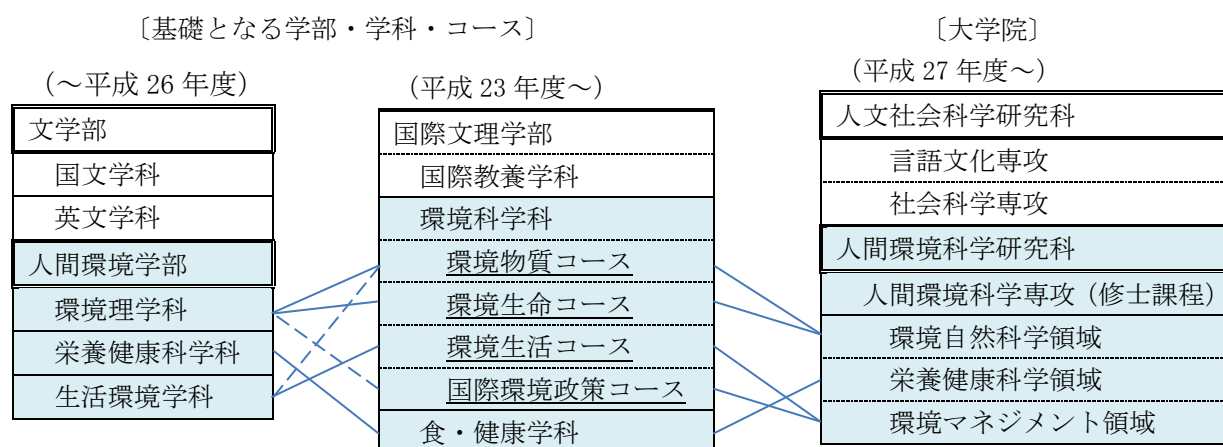 〔基礎となる学部・学科・コース〕
〔大学院〕
(～平成 26 年度)
文学部
国文学科
英文学科
人間環境学部
環境理学科
栄養健康科学科
生活環境学科
(平成 23 年度～)
国際文理学部
国際教養学科
環境科学科
環境物質コース
環境生命コース
環境生活コース
国際環境政策コース
食・健康学科
(平成 27 年度～)
人文社会科学研究科
言語文化専攻
社会科学専攻
人間環境科学研究科
人間環境科学専攻（修士課程）
環境自然科学領域
栄養健康科学領域
環境マネジメント領域